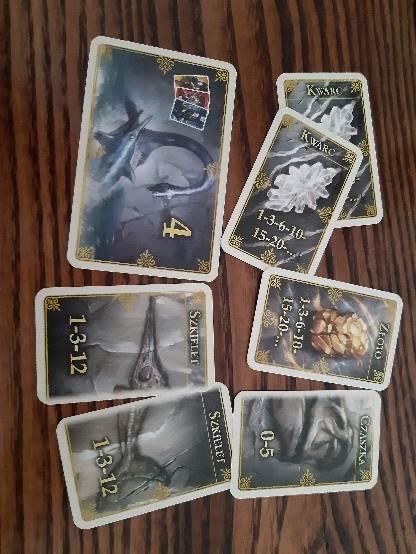 4
KWARC
...
KWARC
1-3-6-10-
15-20-...
ZŁOTO
1-3-6-10-
15-20-...
SZKIELET
1-3-12
SZKIELET
1-3-12
CZASZKA
0-5